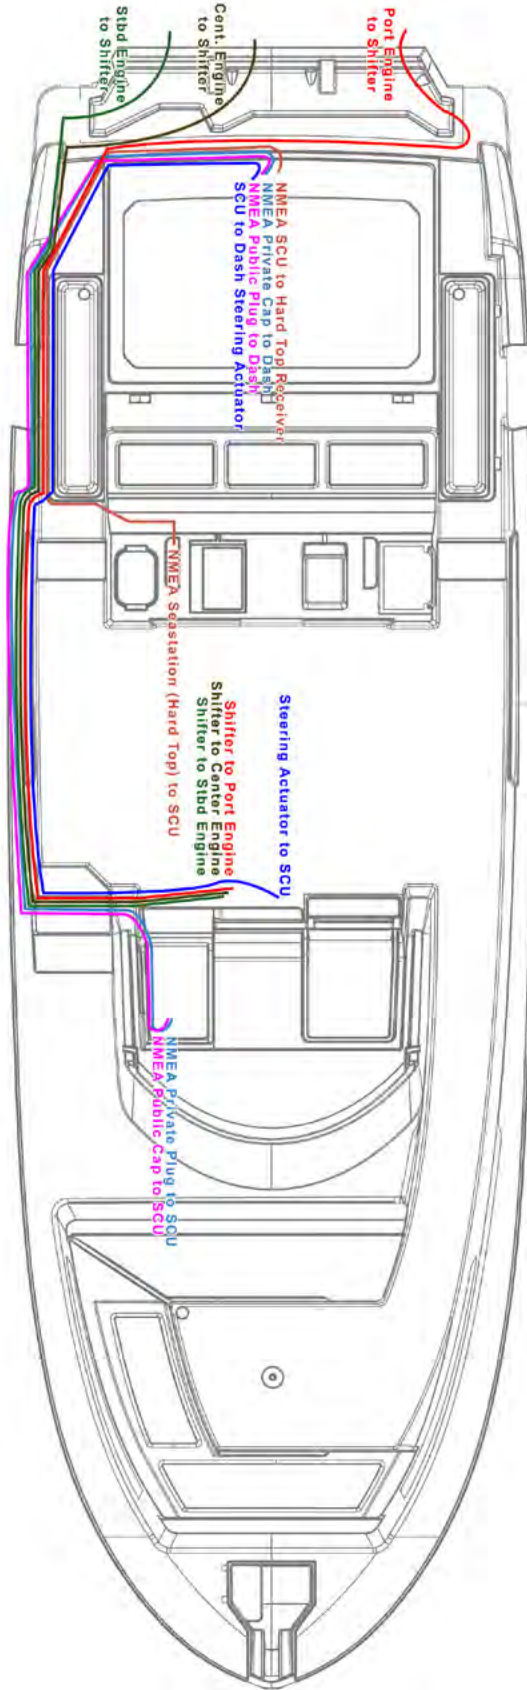 Port Engine
to Shifter
Cent. Engine
to Shifter
Stbd Engine
to Shifter
NMEA SCU to Hard Top Receiver
NMEA Private Cap to Dash
NMEA Public Plug to Dash
SCU to Dash Steering Actuator
NMEA Seastation (Hard Top) to SCU
Steering Actuator to SCU
Shifter to Port Engine
Shifter to Center Engine
Shifter to Stbd Engine
NMEA Private Plug to SCU
NMEA Public Cap to SCU